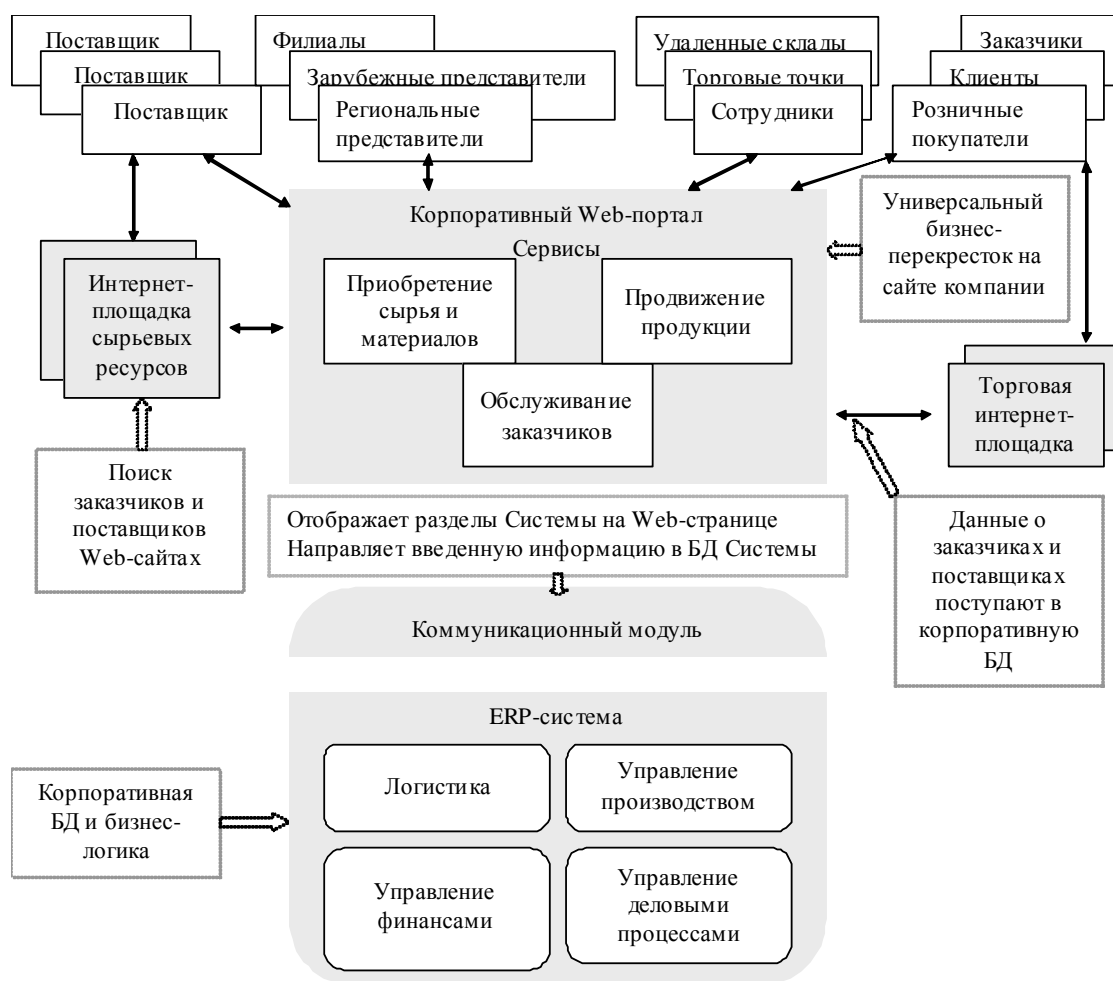 Поставщик
Поставщик
Поставщик
Филиалы
Зарубежные представители
Региональные
представители
Удаленные склады
Торговые точки
Сотрудники
Заказчики
Клиенты
Розничные
покупатели
Корпоративный Web-портал
Сервисы
Приобретение
сырья и
материалов
Продвижение
продукции
Обслуживание
заказчиков
Универсальный
бизнес-
перекресток на
сайте компании
Интернет-
площадка
сырьевых
ресурсов
Торговая
интернет-
площадка
Поиск
заказчиков и
поставщиков
Web-сайтах
Отображает разделы Системы на Web-странице
Направляет введенную информацию в БД Системы
Данные о
заказчиках и
поставщиках
поступают в
корпоративную
БД
Коммуникационный модуль
ERP-система
Логистика
Управление
производством
Корпоративная
БД и бизнес-
логика
Управление
финансами
Управление
деловыми
процессами